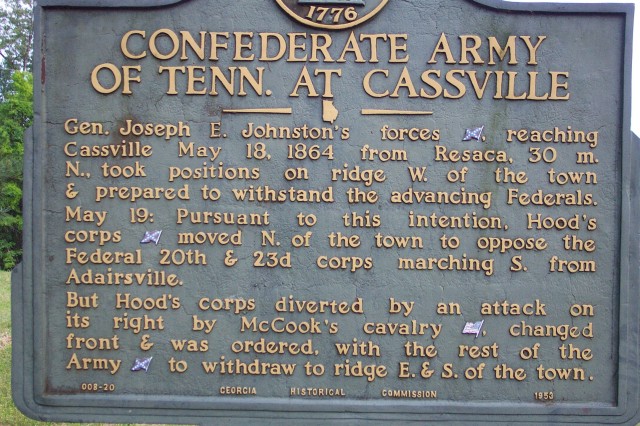 1776
CONFEDERATE ARMY
OF TENN. AT CASSVILLE
Gen. Joseph E. Johnston's forces , reaching
Cassville May 18, 1864 from Resaca, 30 m.
N., took positions on ridge W. of the town
& prepared to withstand the advancing Federals.
May 19: Pursuant to this intention, Hood's
corps moved N. of the town to oppose the
Federal 20th & 23d corps marching S. from
Adairsville.
But Hood's corps diverted by an attack on
its right by McCook's cavalry , changed
front & was ordered, with the rest of the
Army to withdraw to ridge E. & S. of the town.
008-20 GEORGIA HISTORICAL COMMISSION 1953